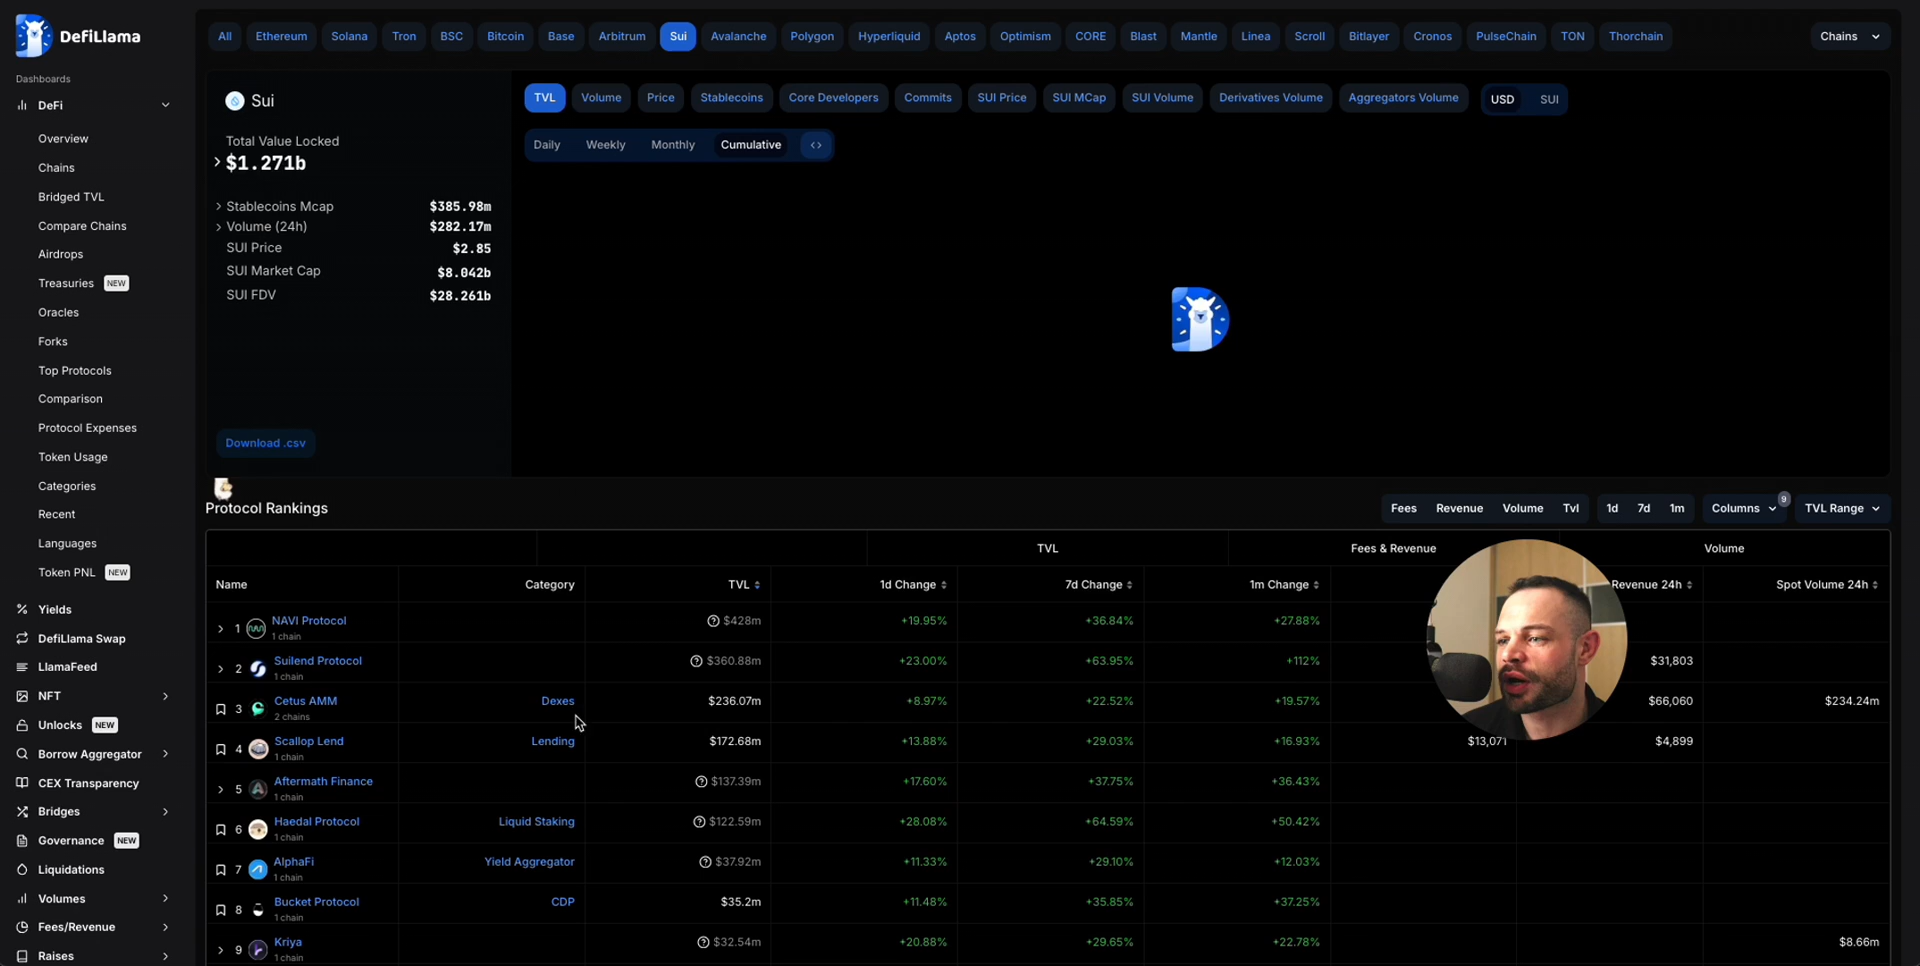 DefiLlama
All Ethereum Solana Tron BSC Bitcoin Base Arbitrum Sui Avalanche Polygon Hyperliquid Aptos Optimism CORE Blast Mantle Linea Scroll Bitlayer Cronos PulseChain TON Thorchain Chains
Dashboards
DeFi
Overview
Chains
Bridged TVL
Compare Chains
Airdrops
Treasuries NEW
Oracles
Forks
Top Protocols
Comparison
Protocol Expenses
Token Usage
Categories
Recent
Languages
Token PNL NEW
Yields
DefiLlama Swap
LlamaFeed
NFT
Unlocks NEW
Borrow Aggregator
CEX Transparency
Bridges
Governance NEW
Liquidations
Volumes
Fees/Revenue
Raises
Sui
Total Value Locked
$1.271b
Stablecoins Mcap $385.98m
Volume (24h) $282.17m
SUI Price $2.85
SUI Market Cap $8.042b
SUI FDV $28.261b
Download .csv
TVL Volume Price Stablecoins Core Developers Commits SUI Price SUI MCap SUI Volume Derivatives Volume Aggregators Volume USD SUI
Daily Weekly Monthly Cumulative <>
Protocol Rankings
Fees Revenue Volume Tvl 1d 7d 1m Columns 9 TVL Range
TVL Fees & Revenue Volume
Name Category TVL 1d Change 7d Change 1m Change Revenue 24h Spot Volume 24h
1 NAVI Protocol $428m +19.95% +36.84% +27.88%
1 chain
2 Suilend Protocol $360.88m +23.00% +63.95% +112% $31,803
1 chain
3 Cetus AMM Dexes $236.07m +8.97% +22.52% +19.57% $66,060 $234.24m
2 chains
4 Scallop Lend Lending $172.68m +13.88% +29.03% +16.93% $13,071 $4,899
1 chain
5 Aftermath Finance $137.39m +17.60% +37.75% +36.43%
1 chain
6 Haedal Protocol Liquid Staking $122.59m +28.08% +64.59% +50.42%
1 chain
7 AlphaFi Yield Aggregator $37.92m +11.33% +29.10% +12.03%
1 chain
8 Bucket Protocol CDP $35.2m +11.48% +35.85% +37.25%
1 chain
9 Kriya $32.54m +20.88% +29.65% +22.78% $8.66m
1 chain